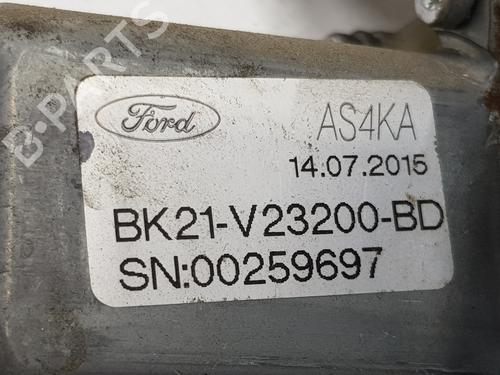 Ford
AS4KA
14.07.2015
BK21-V23200-BD
SN:00259697
B-PARTS